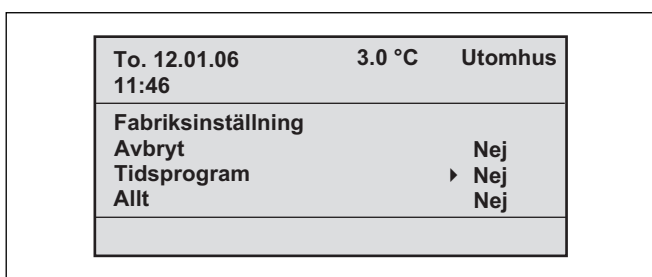 To. 12.01.06 3.0 °C Utomhus
11:46
Fabriksinställning
Avbryt Nej
Tidsprogram ▸ Nej
Allt Nej